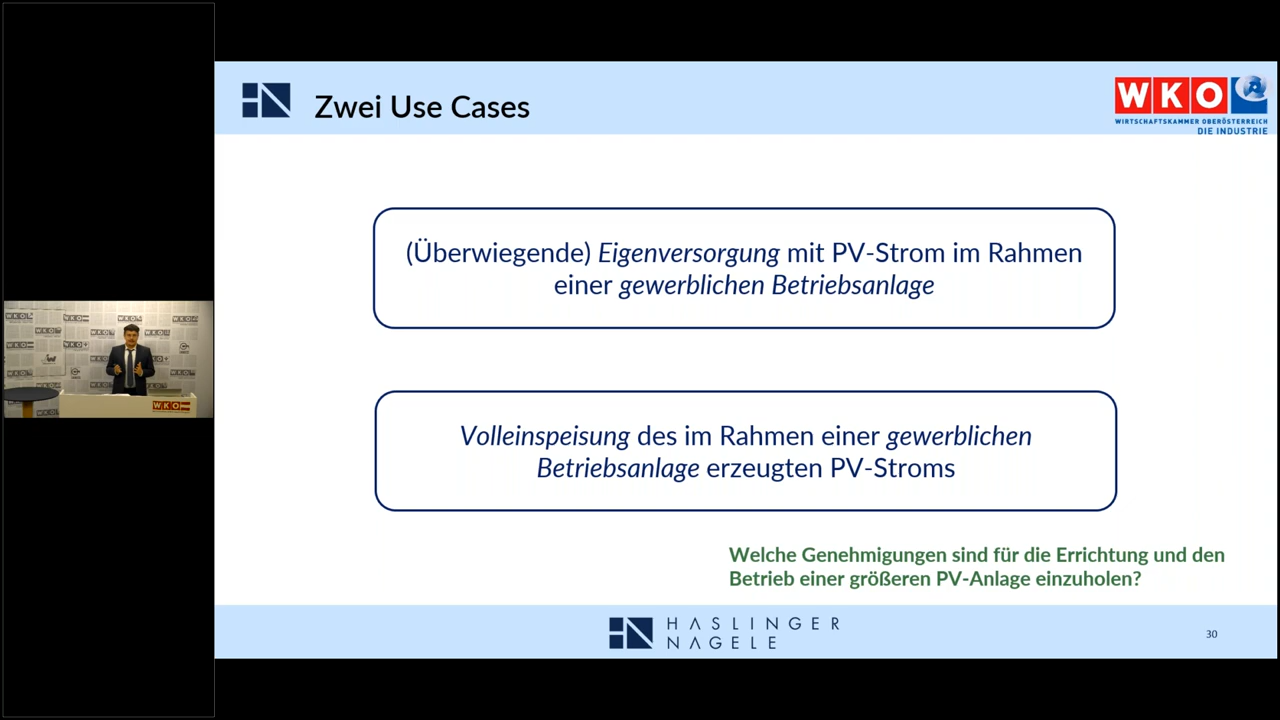 Zwei Use Cases
WKO
WIRTSCHAFTSKAMMER OBERÖSTERREICH
DIE INDUSTRIE
(Überwiegende) Eigenversorgung mit PV-Strom im Rahmen
einer gewerblichen Betriebsanlage
Volleinspeisung des im Rahmen einer gewerblichen
Betriebsanlage erzeugten PV-Stroms
Welche Genehmigungen sind für die Errichtung und den
Betrieb einer größeren PV-Anlage einzuholen?
HASLINGER
NAGELE
30
WKO